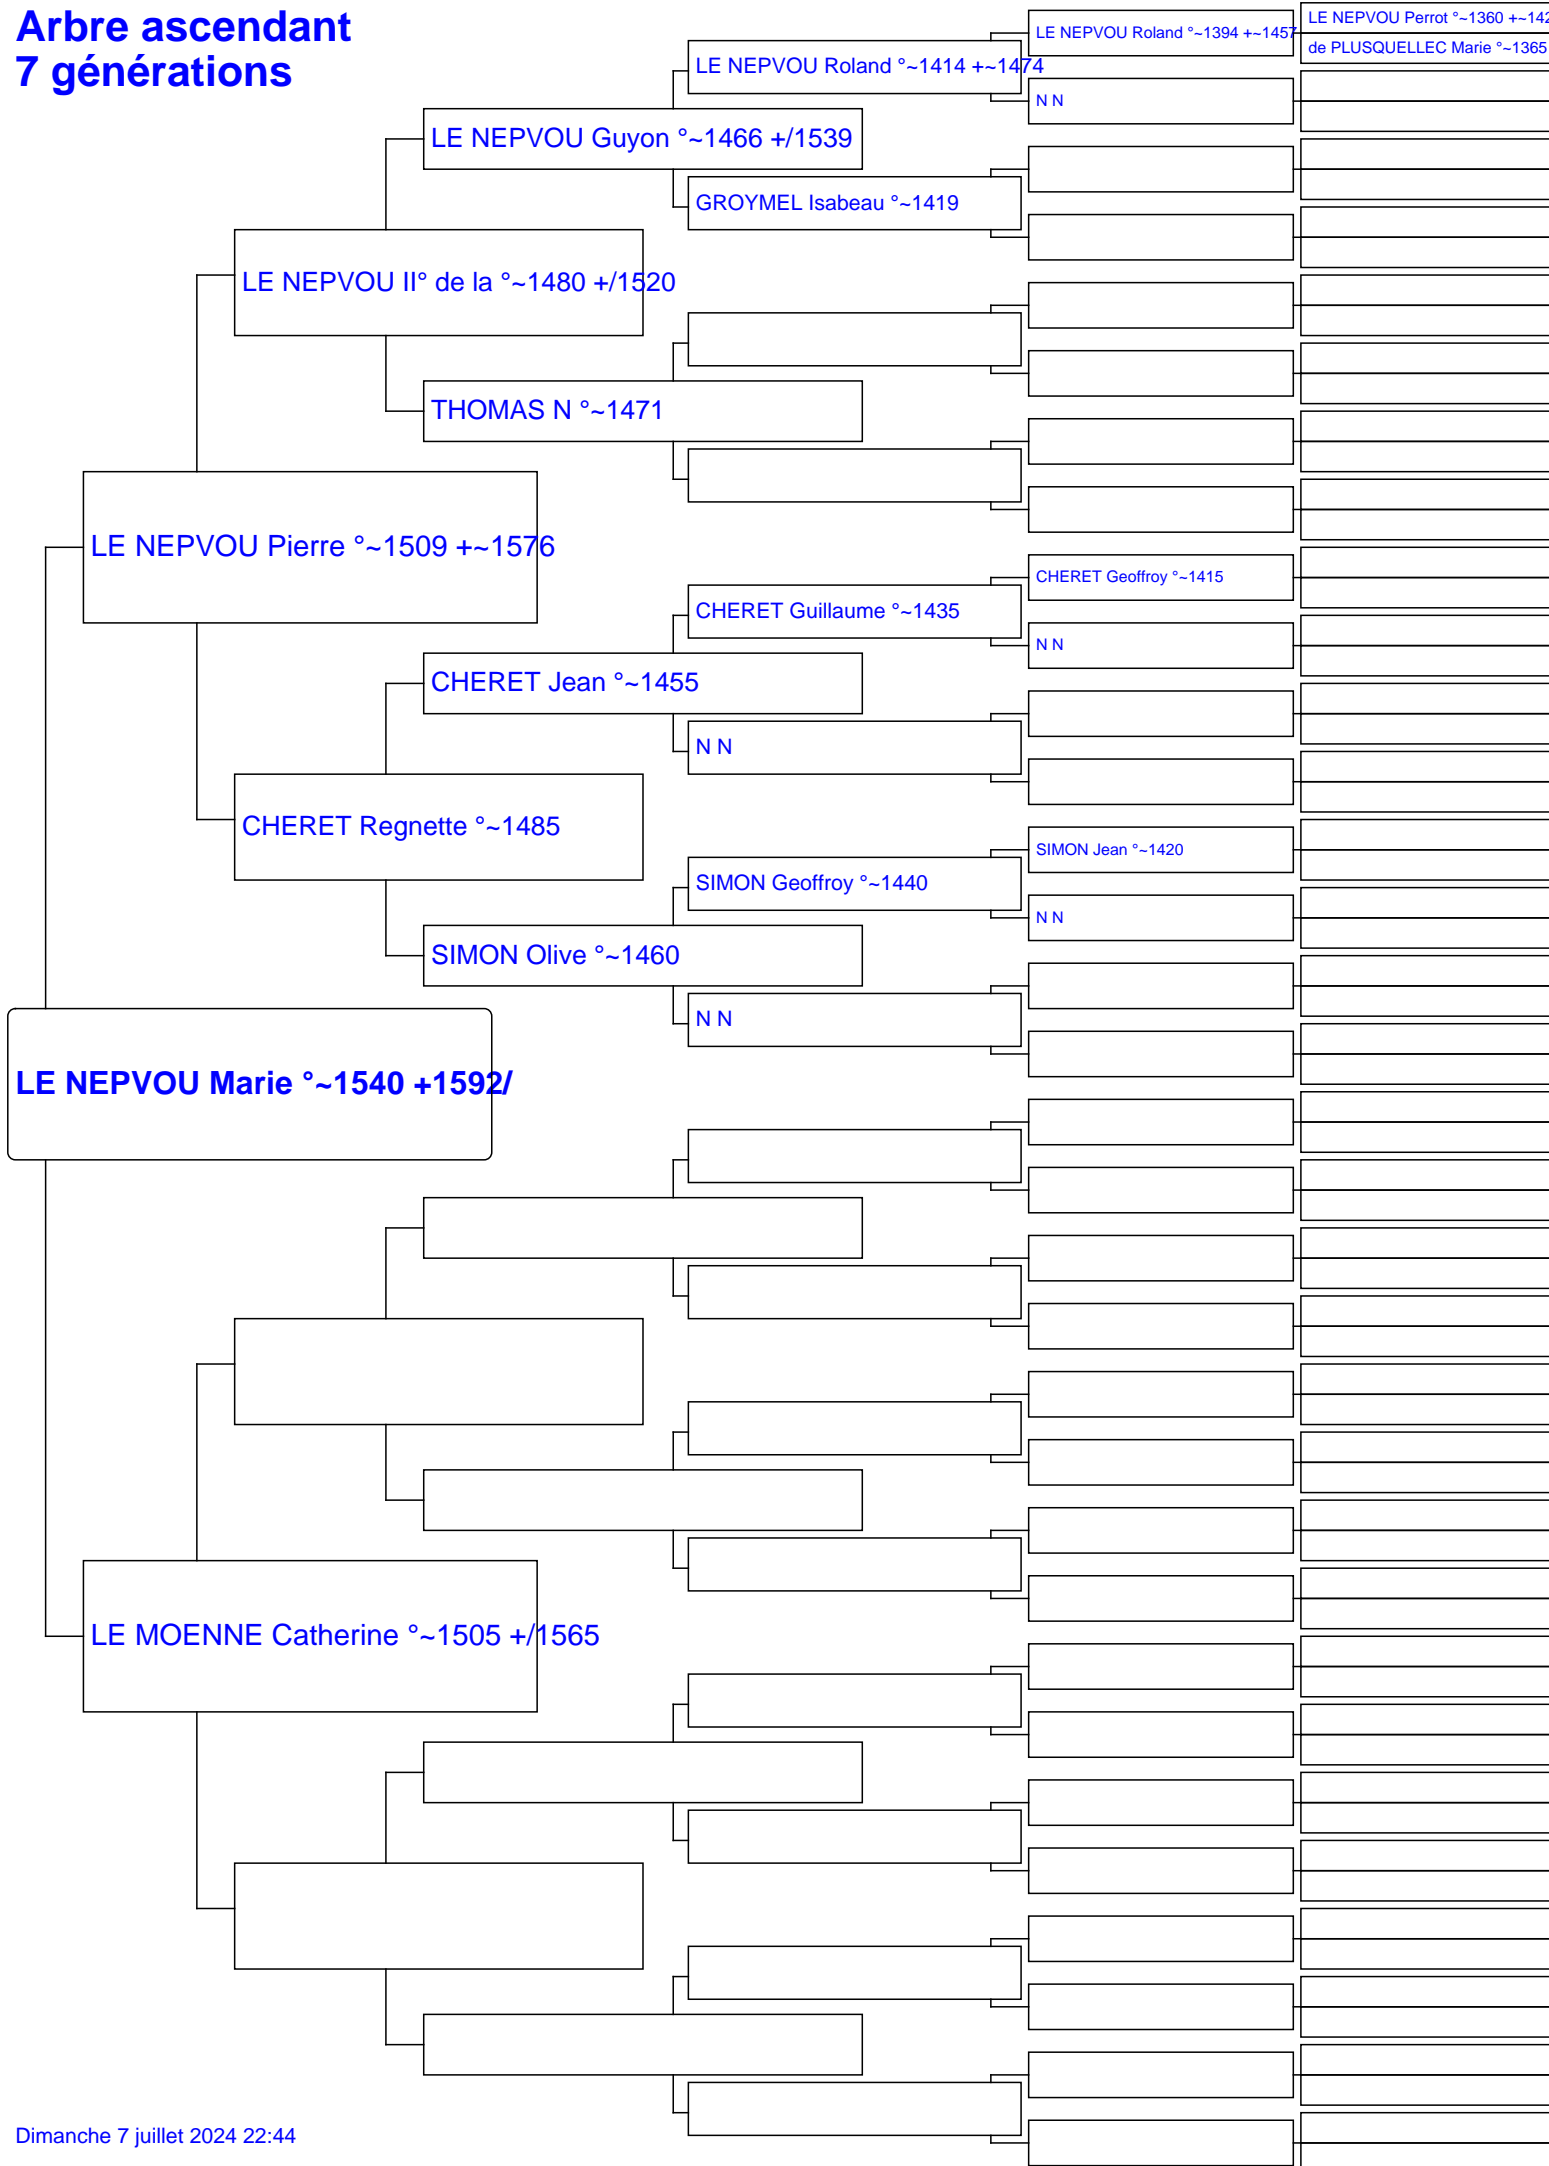 Arbre ascendant
7 générations
LE NEPVOU Roland °~1394 +~1457
LE NEPVOU Perrot °~1360 +~142
de PLUSQUELLEC Marie °~1365
LE NEPVOU Roland °~1414 +~1474
N N
LE NEPVOU Guyon °~1466 +/1539
GROYMEL Isabeau °~1419
LE NEPVOU II° de la °~1480 +/1520
THOMAS N °~1471
LE NEPVOU Pierre °~1509 +~1576
CHERET Geoffroy °~1415
CHERET Guillaume °~1435
N N
CHERET Jean °~1455
N N
CHERET Regnette °~1485
SIMON Jean °~1420
SIMON Geoffroy °~1440
N N
SIMON Olive °~1460
N N
LE NEPVOU Marie °~1540 +1592/
LE MOENNE Catherine °~1505 +/1565
Dimanche 7 juillet 2024 22:44